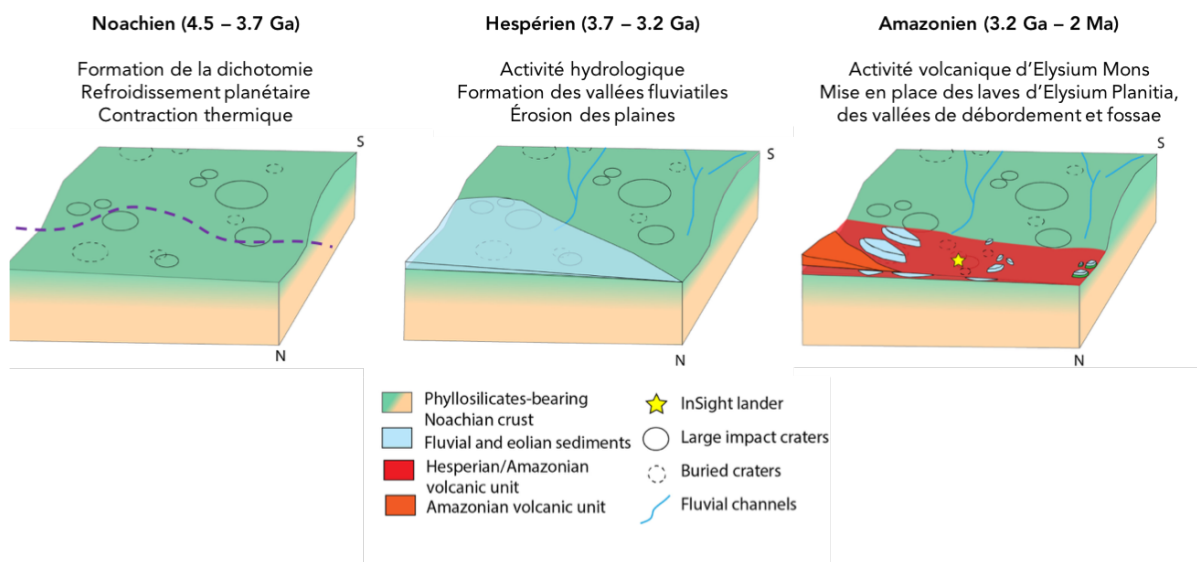 Noachien (4.5 – 3.7 Ga)
Formation de la dichotomie
Refroidissement planétaire
Contraction thermique
S
N
Hespérien (3.7 – 3.2 Ga)
Activité hydrologique
Formation des vallées fluviatiles
Érosion des plaines
S
N
Amazonien (3.2 Ga – 2 Ma)
Activité volcanique d'Elysium Mons
Mise en place des laves d'Elysium Planitia,
des vallées de débordement et fossae
S
N
Phyllosilicates-bearing
Noachian crust
Fluvial and eolian sediments
Hesperian/Amazonian
volcanic unit
Amazonian volcanic unit
InSight lander
Large impact craters
Buried craters
Fluvial channels